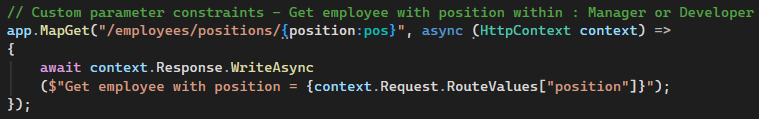 // Custom parameter constraints - Get employee with position within : Manager or Developer
app.MapGet("/employees/positions/{position:pos}", async (HttpContext context) =>
{
    await context.Response.WriteAsync
    ($"Get employee with position = {context.Request.RouteValues["position"]}");
});